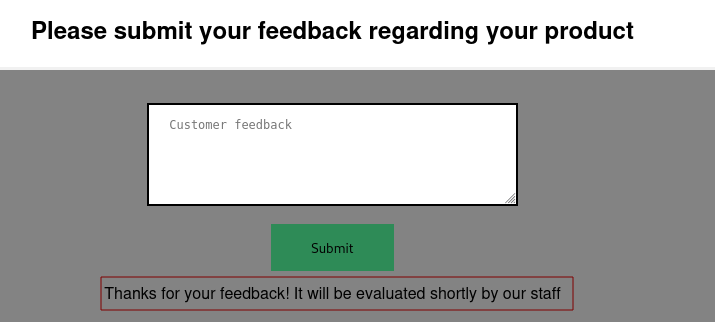 Please submit your feedback regarding your product
Customer feedback
Submit
Thanks for your feedback! It will be evaluated shortly by our staff